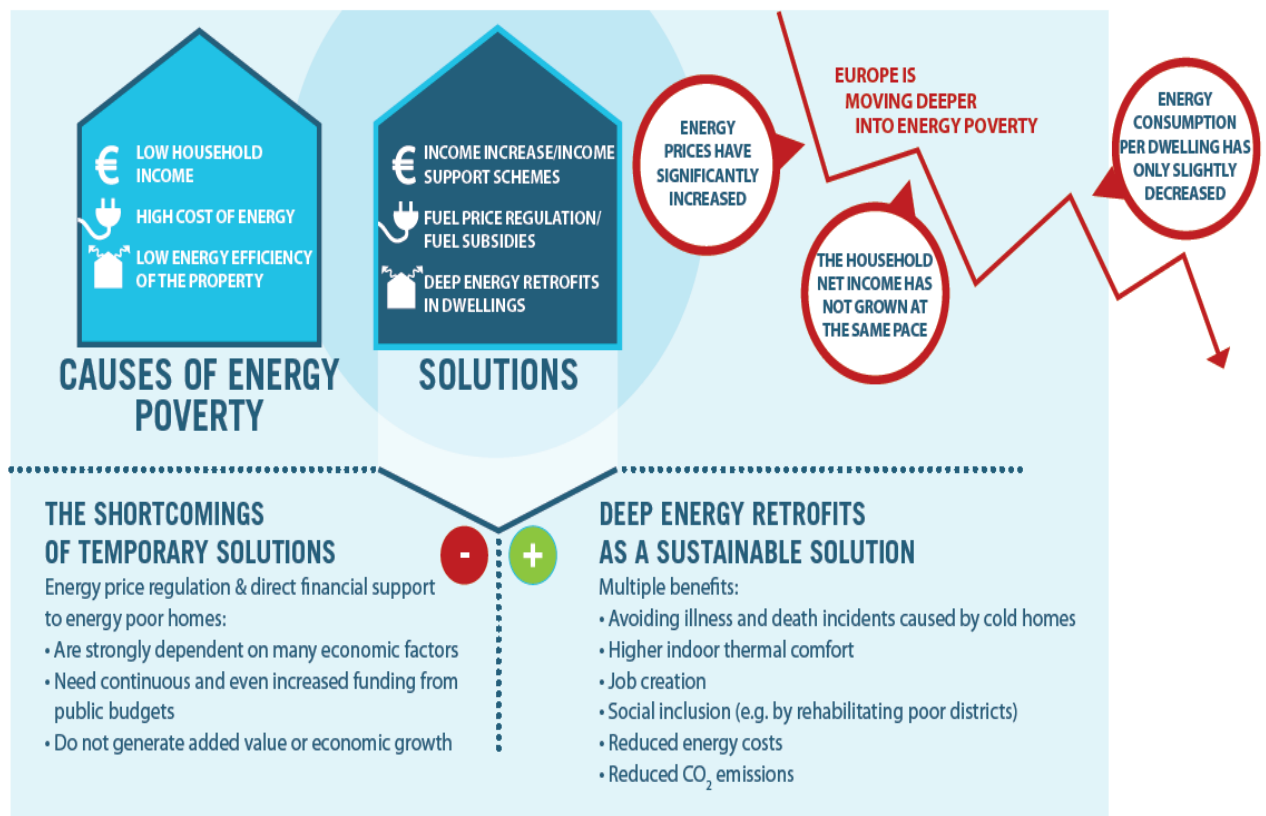 € LOW HOUSEHOLD
INCOME
HIGH COST OF ENERGY
LOW ENERGY EFFICIENCY
OF THE PROPERTY
CAUSES OF ENERGY
POVERTY
€ INCOME INCREASE/INCOME
SUPPORT SCHEMES
FUEL PRICE REGULATION/
FUEL SUBSIDIES
DEEP ENERGY RETROFITS
IN DWELLINGS
SOLUTIONS
EUROPE IS
MOVING DEEPER
INTO ENERGY POVERTY
ENERGY
PRICES HAVE
SIGNIFICANTLY
INCREASED
THE HOUSEHOLD
NET INCOME HAS
NOT GROWN AT
THE SAME PACE
ENERGY
CONSUMPTION
PER DWELLING HAS
ONLY SLIGHTLY
DECREASED
THE SHORTCOMINGS
OF TEMPORARY SOLUTIONS
-
Energy price regulation & direct financial support
to energy poor homes:
• Are strongly dependent on many economic factors
• Need continuous and even increased funding from
public budgets
• Do not generate added value or economic growth
+
DEEP ENERGY RETROFITS
AS A SUSTAINABLE SOLUTION
Multiple benefits:
• Avoiding illness and death incidents caused by cold homes
• Higher indoor thermal comfort
• Job creation
• Social inclusion (e.g. by rehabilitating poor districts)
• Reduced energy costs
• Reduced CO₂ emissions